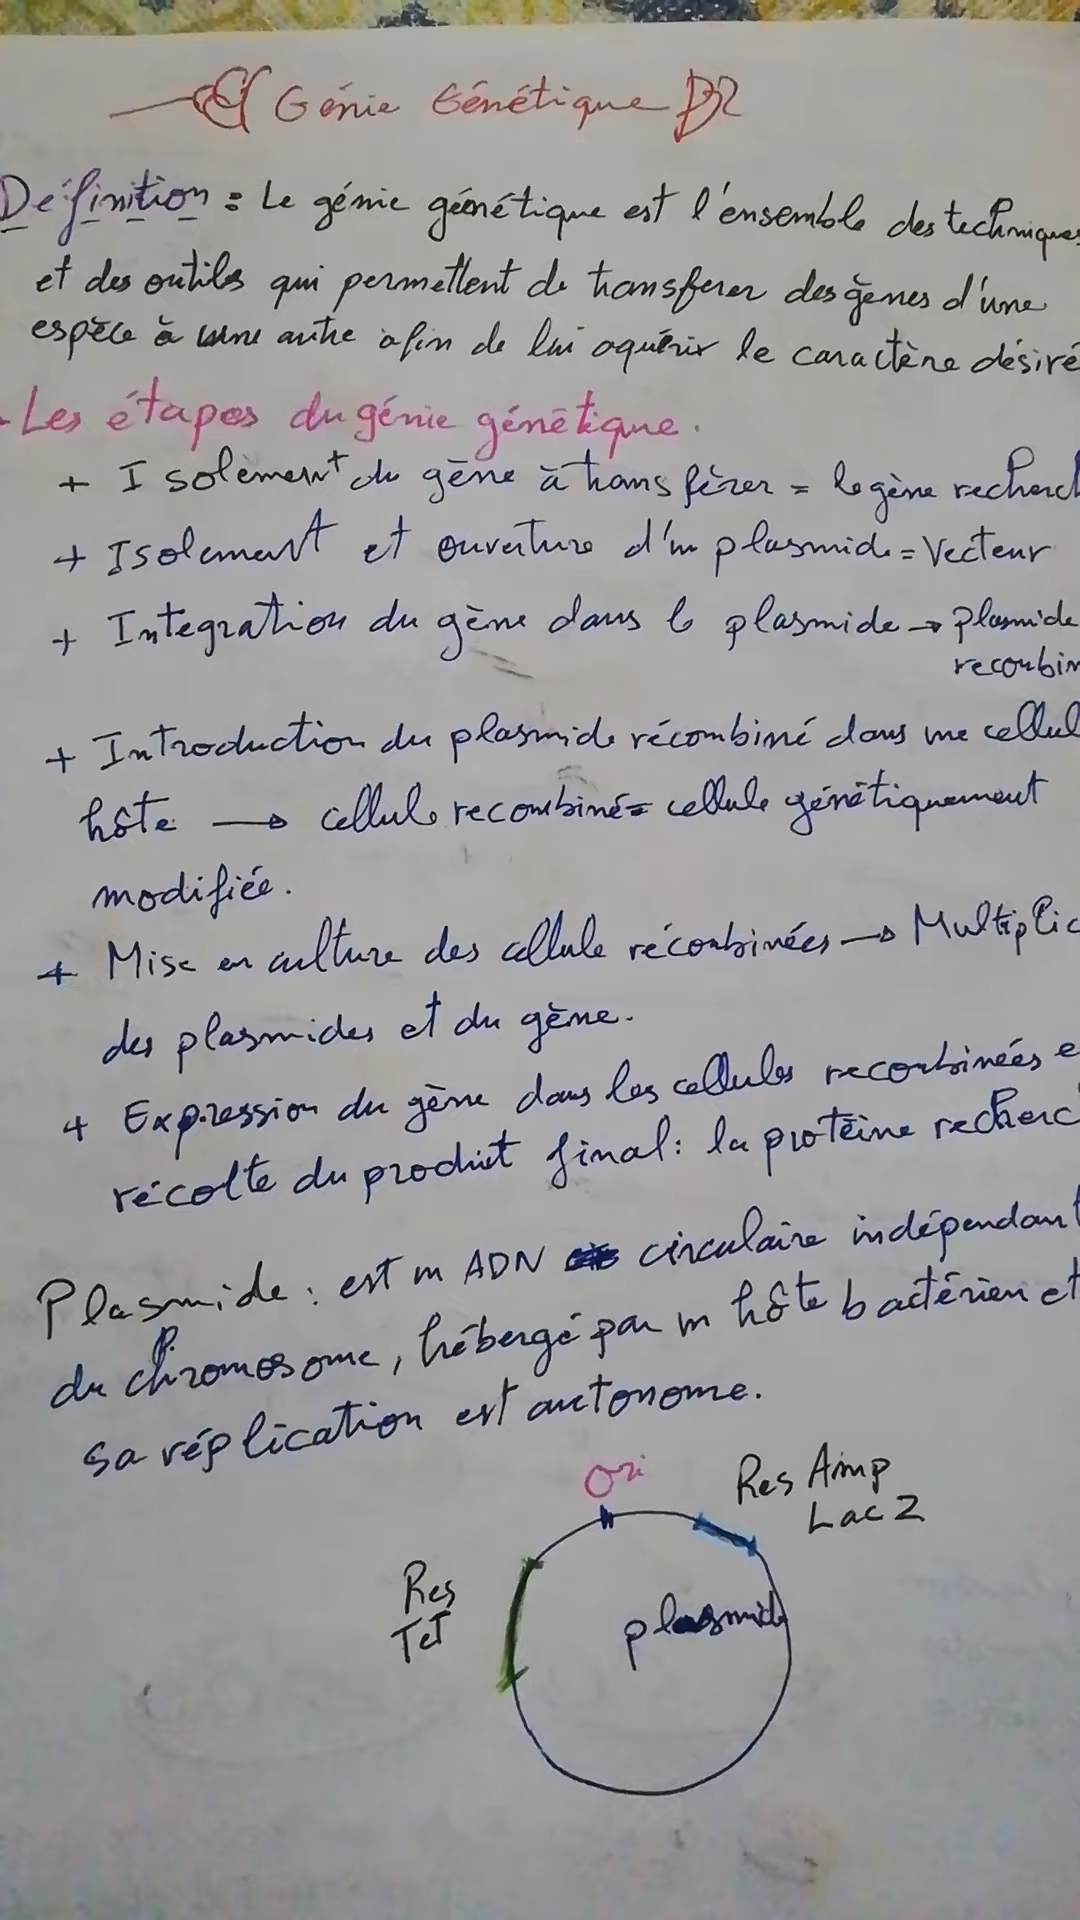 Génie Génétique
Définition : Le génie génétique est l'ensemble des techniques
et des outils qui permettent de transferer des gènes d'une
espèce à une autre afin de lui aquérir le caractère désiré
- Les étapes du génie génétique.
+ Isolement du gène à transférer = le gène recherch
+ Isolement et ouverture d'un plasmide = Vecteur
+ Integration du gène dans le plasmide → plasmide
recombin
+ Introduction du plasmide récombiné dans une cellul
hôte → cellule recombiné = cellule génétiquement
modifiée.
+ Mise en culture des cellule récombinées → Multiplic
des plasmides et du gène.
+ Expression du gène dans les cellules recombinées e
récolte du produit final : la protéine recherc
Plasmide : est un ADN circulaire indépendant
du chromosome, hébergé par un hôte bactérien et
sa réplication est autonome.
Ori
Res Amp
Lac Z
Res
Tet
plasmide